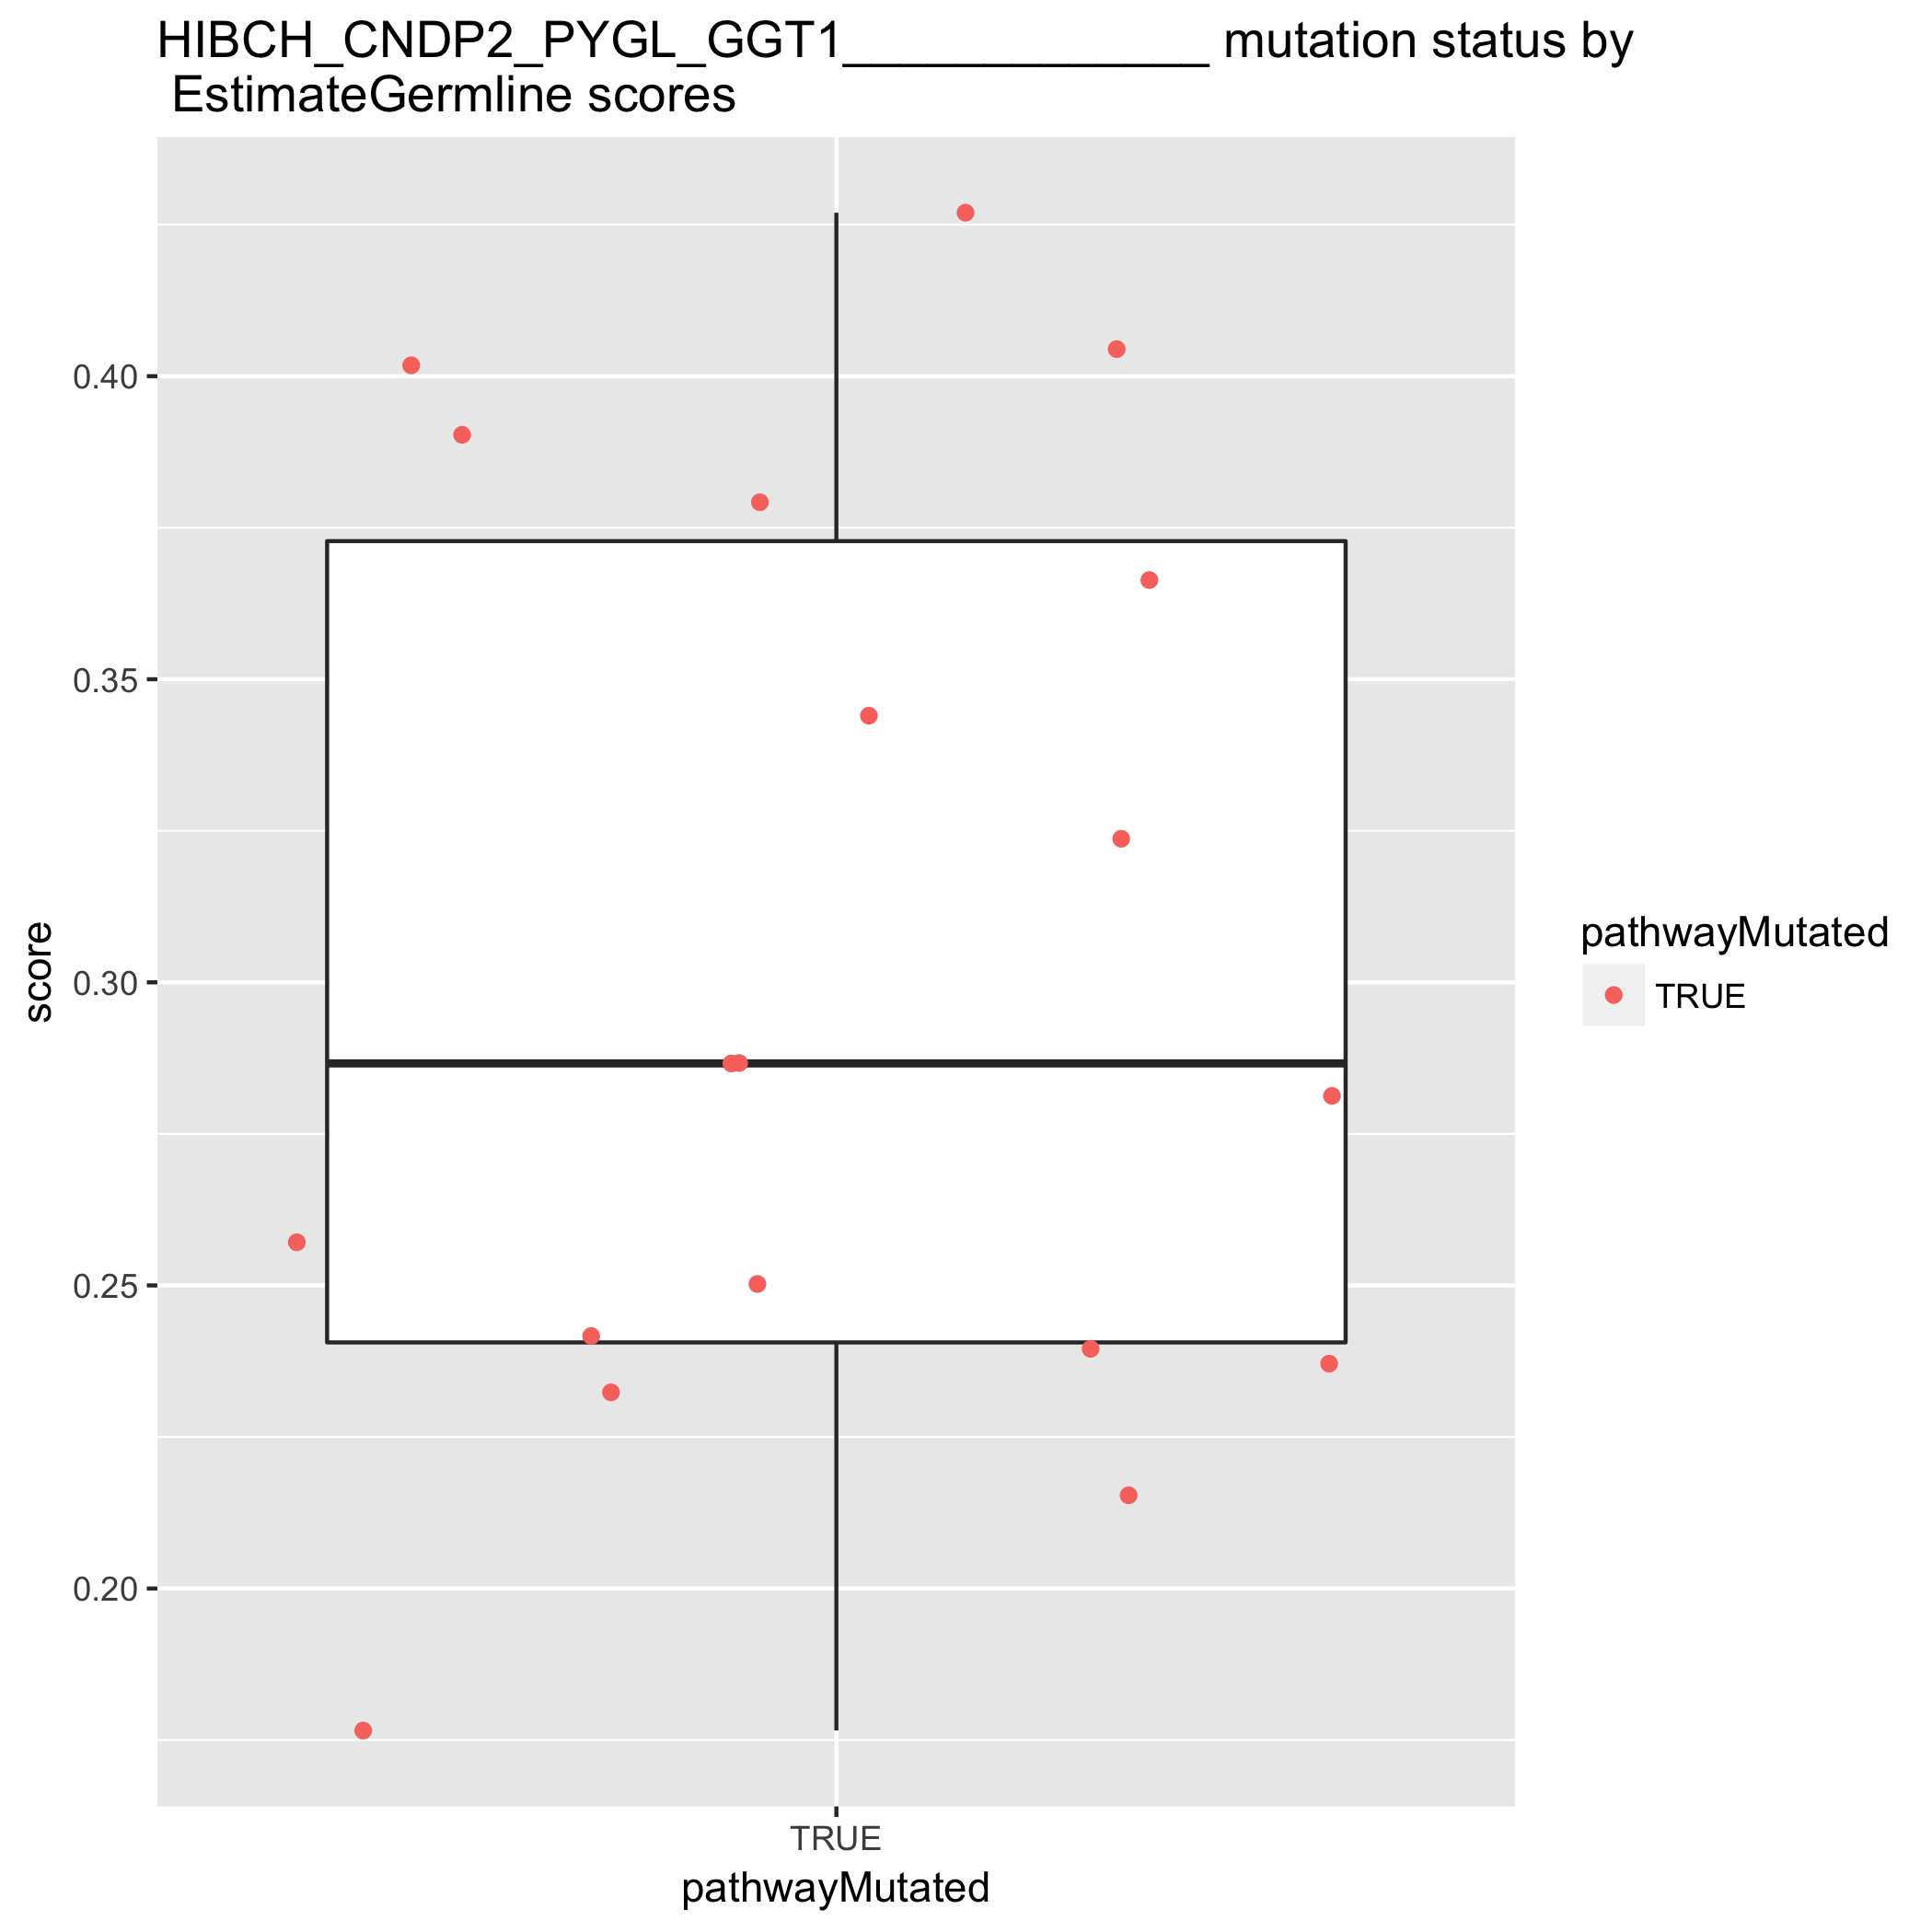 HIBCH_CNDP2_PYGL_GGT1_____________ mutation status by
EstimateGermline scores
0.40
0.35
0.30
0.25
0.20
score
TRUE
pathwayMutated
pathwayMutated
TRUE